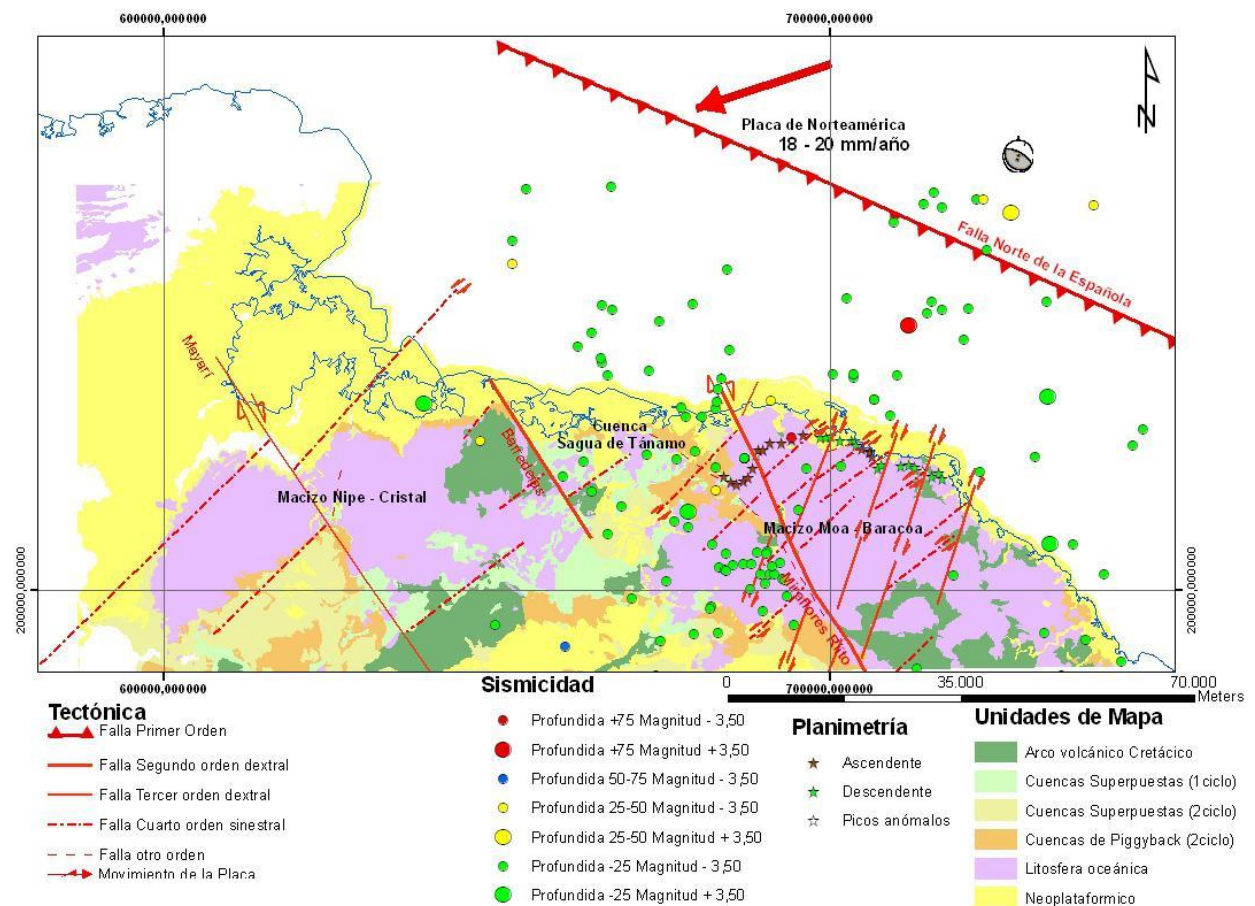 600000,000000
700000,000000
N
Placa de Norteamérica
18 - 20 mm/año
Falla Norte de la Española
Mayarí
Cuenca
Sagua de Tánamo
Macizo Nipe - Cristal
Macizo Moa - Baracoa
Miraflores Quito
2000000,000000
2000000,000000
600000,000000
700000,000000
0
35.000
70.000
Meters
Tectónica
Falla Primer Orden
Falla Segundo orden dextral
Falla Tercer orden dextral
Falla Cuarto orden sinestral
Falla otro orden
Movimiento de la Placa
Sismicidad
Profundida +75 Magnitud - 3,50
Profundida +75 Magnitud + 3,50
Profundida 50-75 Magnitud - 3,50
Profundida 25-50 Magnitud - 3,50
Profundida 25-50 Magnitud + 3,50
Profundida -25 Magnitud - 3,50
Profundida -25 Magnitud + 3,50
Planimetría
Ascendente
Descendente
Picos anómalos
Unidades de Mapa
Arco volcánico Cretácico
Cuencas Superpuestas (1ciclo)
Cuencas Superpuestas (2ciclo)
Cuencas de Piggyback (2ciclo)
Litosfera oceánica
Neoplataformico